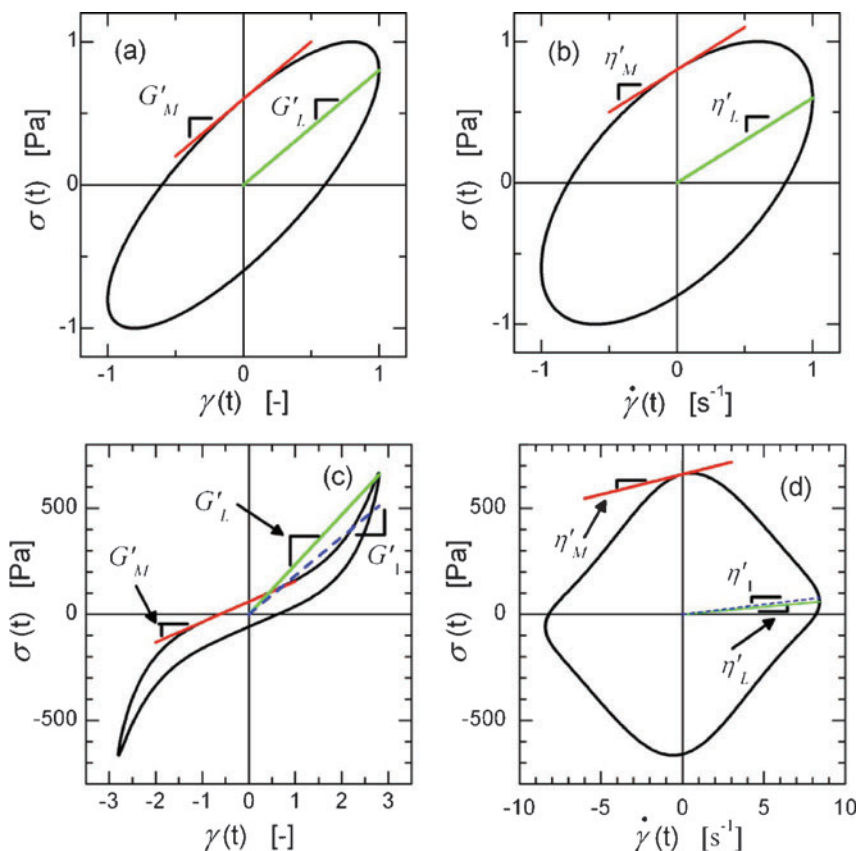 (a)
G′M
G′L
σ(t) [Pa]
1
0
-1
-1 0 1
γ(t) [-]
(b)
η′M
η′L
σ(t) [Pa]
1
0
-1
-1 0 1
γ̇(t) [s⁻¹]
(c)
G′L
G′M
G′1
σ(t) [Pa]
500
0
-500
-3 -2 -1 0 1 2 3
γ(t) [-]
(d)
η′M
η′1
η′L
σ(t) [Pa]
500
0
-500
-10 -5 0 5 10
γ̇(t) [s⁻¹]